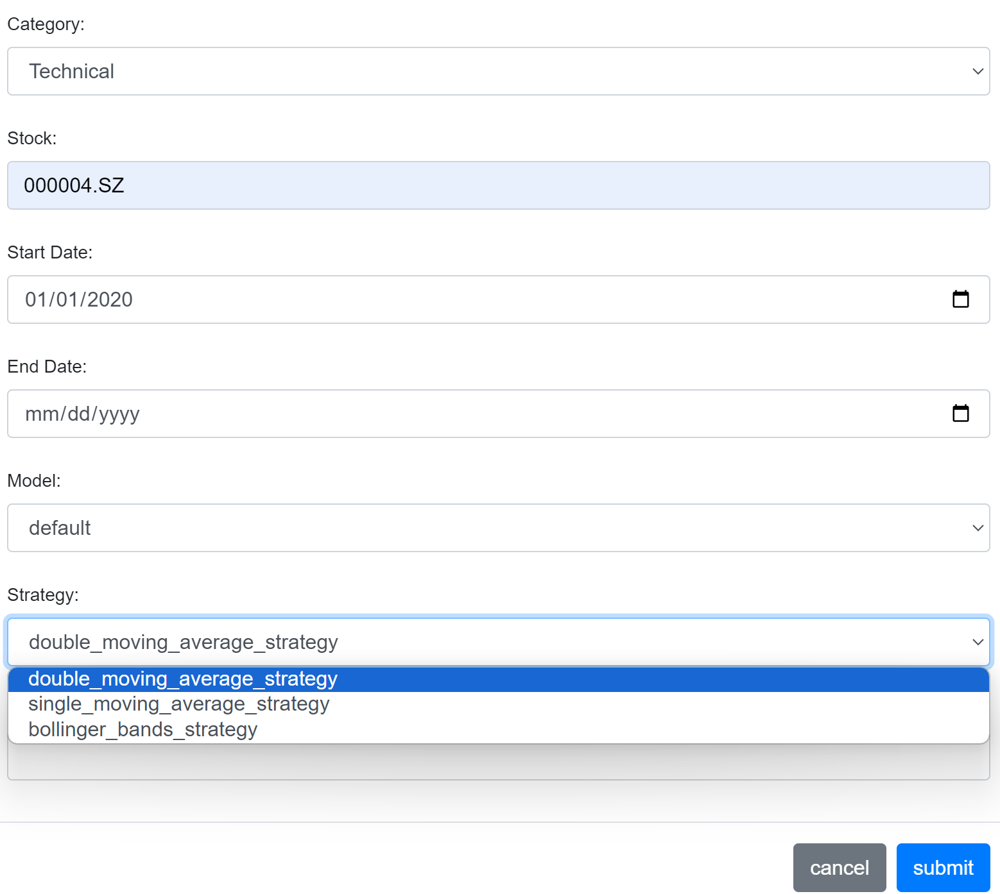 Category:
Technical
Stock:
000004.SZ
Start Date:
01/01/2020
End Date:
mm/dd/yyyy
Model:
default
Strategy:
double_moving_average_strategy
double_moving_average_strategy
single_moving_average_strategy
bollinger_bands_strategy
cancel submit